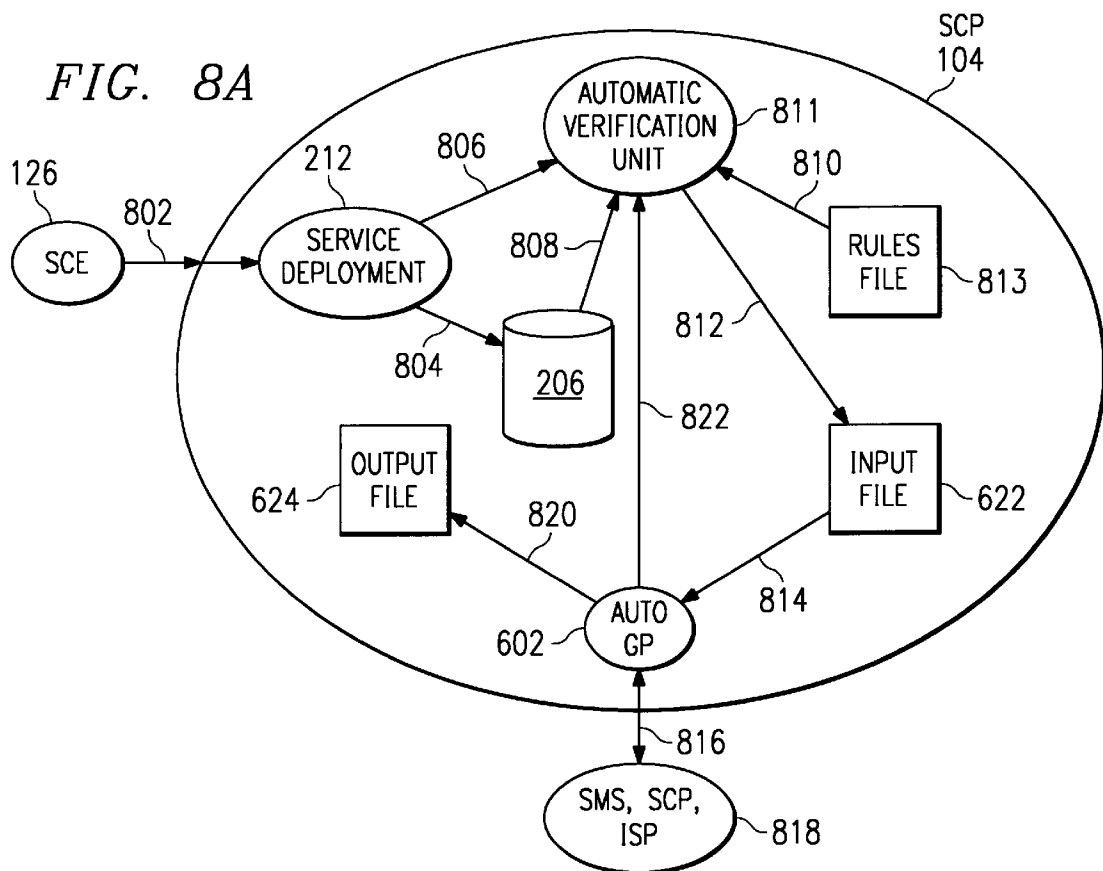 FIG. 8A
SCP
104
AUTOMATIC
VERIFICATION
UNIT
811
212
806
810
126
802
SCE
SERVICE
DEPLOYMENT
808
RULES
FILE
813
804
812
206
822
OUTPUT
FILE
624
INPUT
FILE
622
820
814
AUTO
GP
602
816
SMS, SCP,
ISP
818